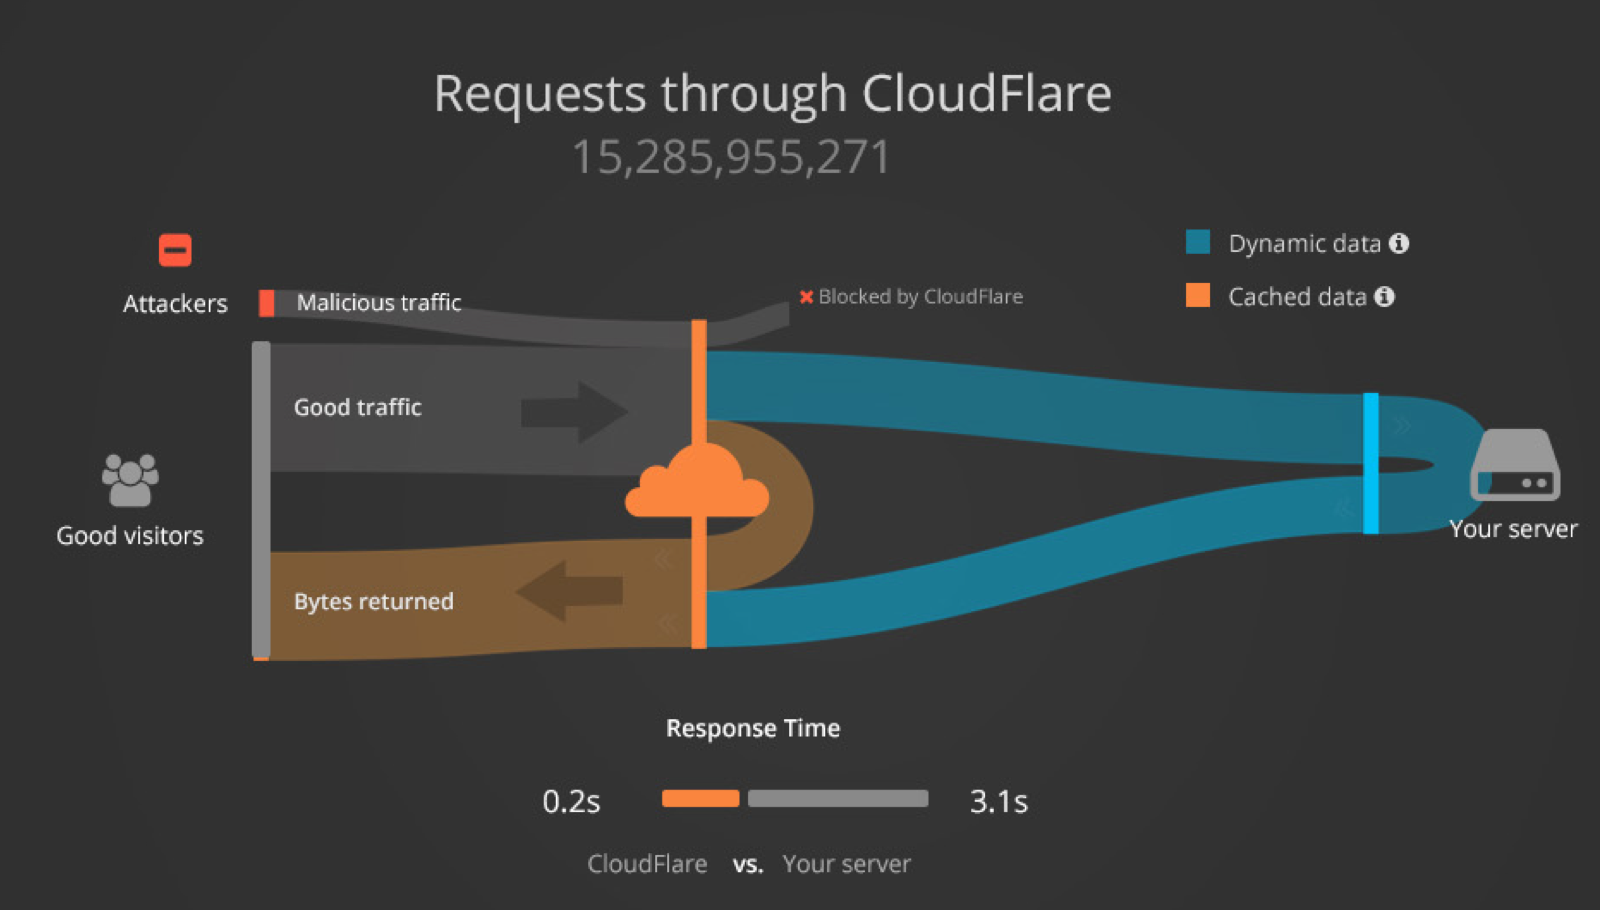 Requests through CloudFlare
15,285,955,271
Dynamic data
Cached data
Attackers
Malicious traffic
Blocked by CloudFlare
Good traffic
Good visitors
Your server
Bytes returned
Response Time
0.2s
3.1s
CloudFlare vs. Your server